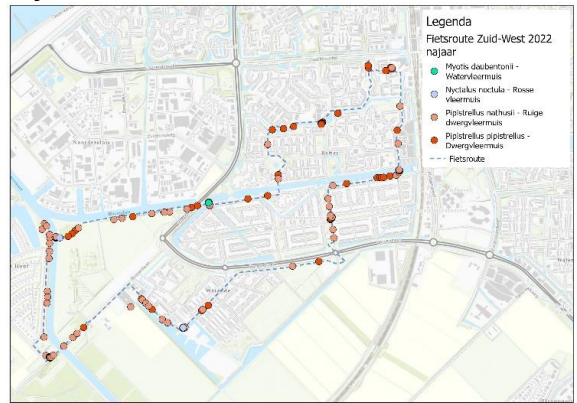 Legenda
Fietsroute Zuid-West 2022
najaar
Myotis daubentonii -
Watervleermuis
Nyctalus noctula - Rosse
vleermuis
Pipistrellus nathusii - Ruige
dwergvleermuis
Pipistrellus pipistrellus -
Dwergvleermuis
Fietsroute